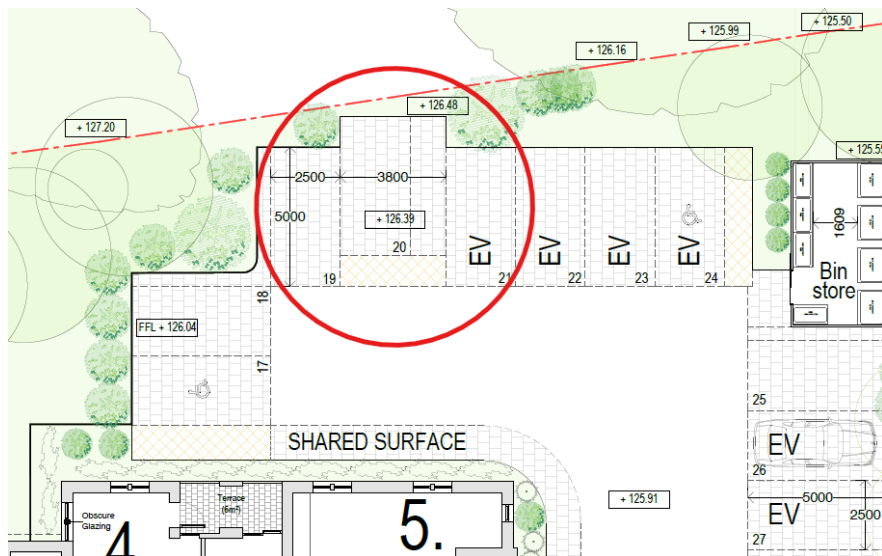 + 125.50
+ 125.99
+ 126.16
+ 126.48
+ 127.20
+ 125.55
2500
3800
5000
+ 126.39
1609
20
EV
EV
EV
EV
Bin
store
19
21
22
23
24
18
FFL + 126.04
17
25
SHARED SURFACE
EV
26
+ 125.91
5000
EV
2500
27
Terrace
(6m²)
Obscure
Glazing
4
5.